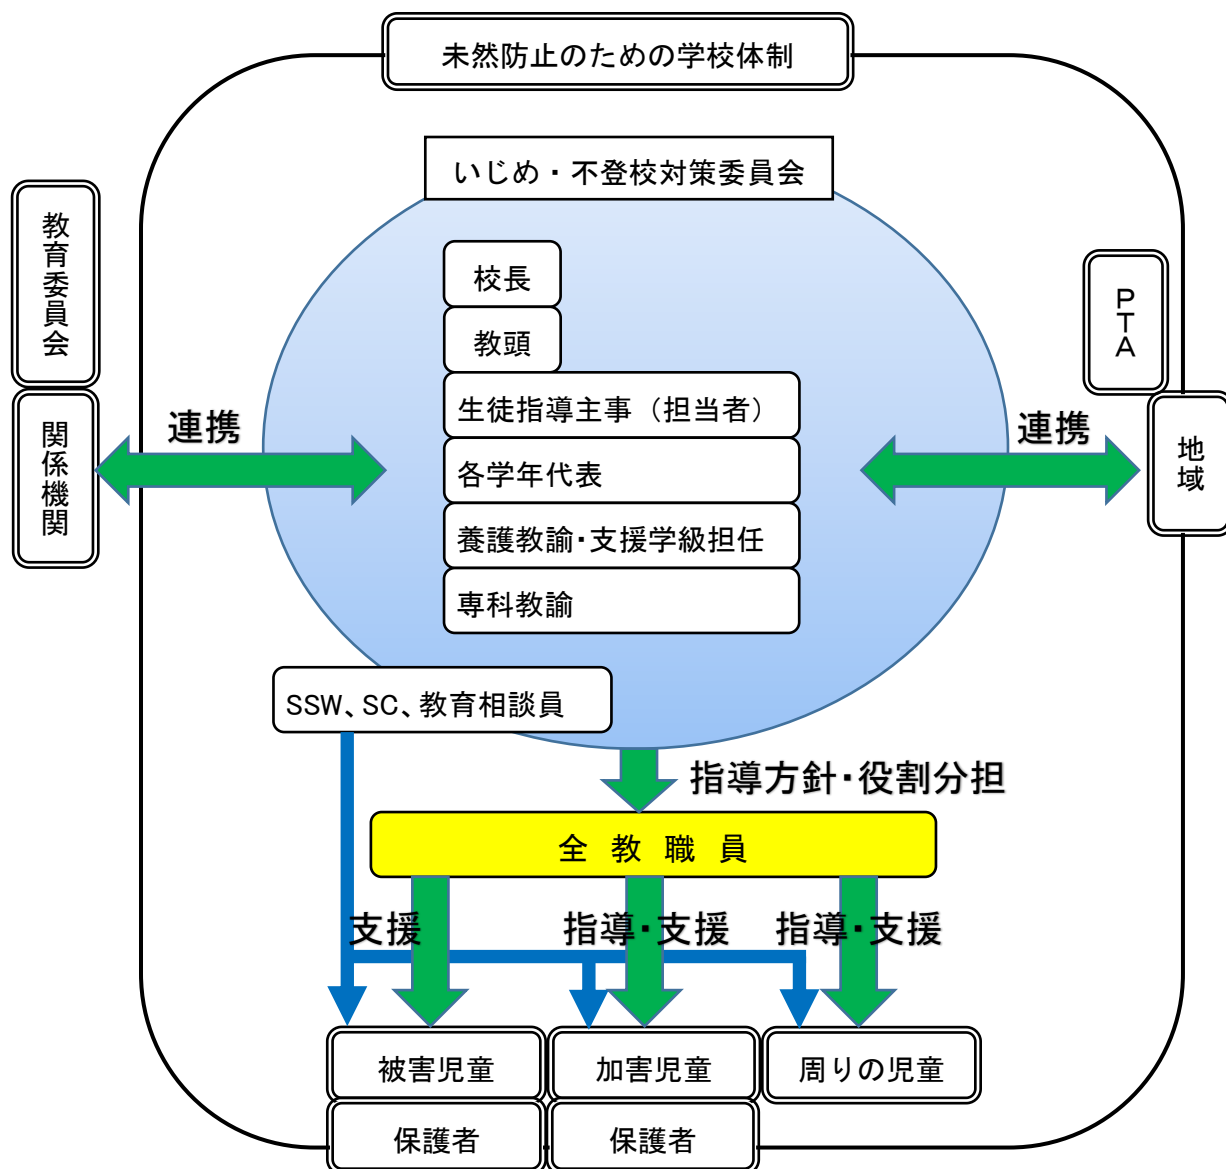 未然防止のための学校体制
いじめ・不登校対策委員会
教育委員会
関係機関
連携
校長
教頭
生徒指導主事（担当者）
各学年代表
養護教諭・支援学級担任
専科教諭
連携
PTA
地域
SSW、SC、教育相談員
指導方針・役割分担
全教職員
支援
指導・支援
指導・支援
被害児童
加害児童
周りの児童
保護者
保護者